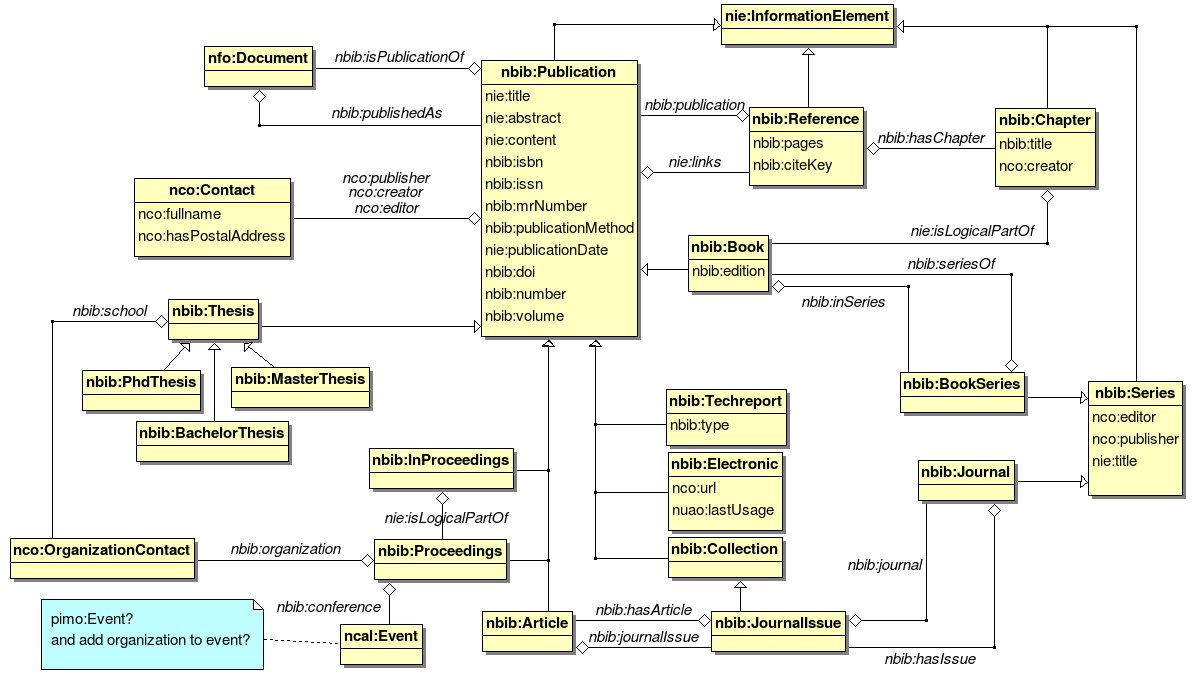 nie:InformationElement
nfo:Document
nbib:isPublicationOf
nbib:publishedAs
nbib:Publication
nie:title
nie:abstract
nie:content
nbib:isbn
nbib:issn
nbib:mrNumber
nbib:publicationMethod
nie:publicationDate
nbib:doi
nbib:number
nbib:volume
nbib:publication
nie:links
nbib:Reference
nbib:pages
nbib:citeKey
nbib:hasChapter
nbib:Chapter
nbib:title
nco:creator
nco:Contact
nco:fullname
nco:hasPostalAddress
nco:publisher
nco:creator
nco:editor
nie:isLogicalPartOf
nbib:Book
nbib:edition
nbib:seriesOf
nbib:inSeries
nbib:school
nbib:Thesis
nbib:PhdThesis
nbib:MasterThesis
nbib:BachelorThesis
nbib:BookSeries
nbib:Series
nco:editor
nco:publisher
nie:title
nbib:Techreport
nbib:type
nbib:Electronic
nco:url
nuao:lastUsage
nbib:Collection
nbib:Journal
nbib:InProceedings
nie:isLogicalPartOf
nco:OrganizationContact
nbib:organization
nbib:Proceedings
nbib:journal
nbib:conference
pimo:Event?
and add organization to event?
ncal:Event
nbib:Article
nbib:hasArticle
nbib:journalIssue
nbib:JournalIssue
nbib:hasIssue